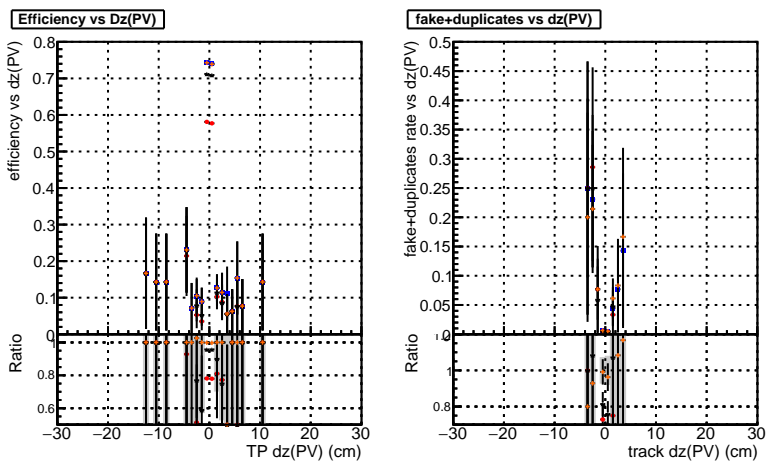 Efficiency vs Dz(PV)
efficiency vs dz(PV)
0.8
0.7
0.6
0.5
0.4
0.3
0.2
0.1
0
Ratio
1
0.8
0.6
−30 −20 −10 0 10 20 30
TP dz(PV) (cm)
fake+duplicates vs dz(PV)
fake+duplicates rate vs dz(PV)
0.5
0.45
0.4
0.35
0.3
0.25
0.2
0.15
0.1
0.05
0
Ratio
1
0.8
−30 −20 −10 0 10 20 30
track dz(PV) (cm)